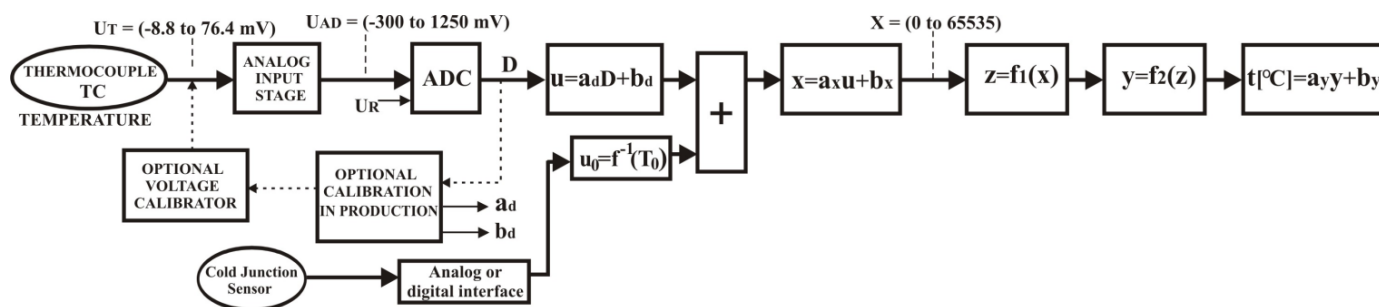 UT = (-8.8 to 76.4 mV)
UAD = (-300 to 1250 mV)
X = (0 to 65535)
THERMOCOUPLE
TC
TEMPERATURE
ANALOG
INPUT
STAGE
ADC
UR
D
u=adD+bd
+
x=axu+bx
z=f1(x)
y=f2(z)
t[°C]=ayy+by
u0=f-1(T0)
OPTIONAL
VOLTAGE
CALIBRATOR
OPTIONAL
CALIBRATION
IN PRODUCTION
ad
bd
Cold Junction
Sensor
Analog or
digital interface